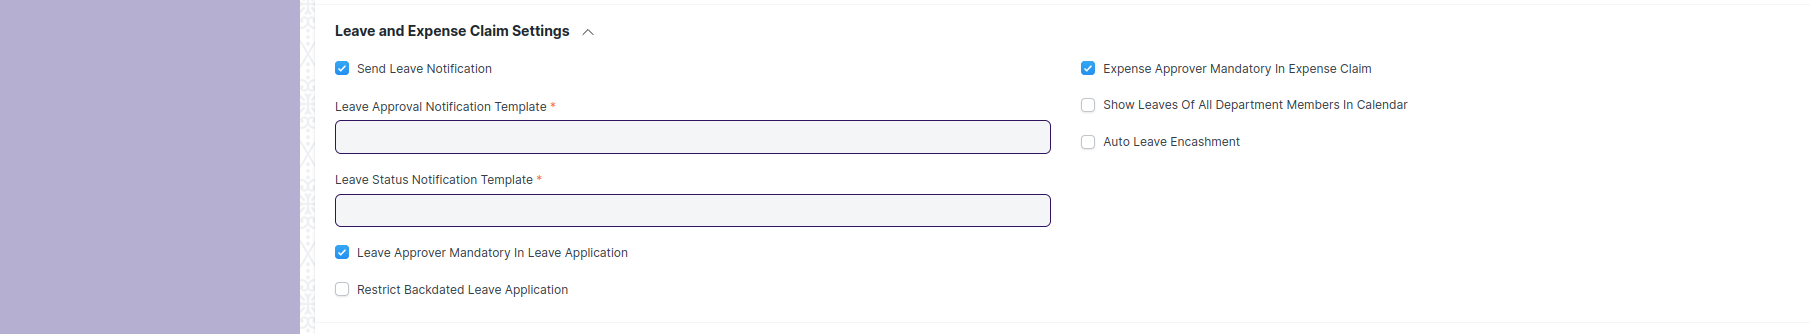 Leave and Expense Claim Settings
Send Leave Notification
Leave Approval Notification Template *
Leave Status Notification Template *
Leave Approver Mandatory In Leave Application
Restrict Backdated Leave Application
Expense Approver Mandatory In Expense Claim
Show Leaves Of All Department Members In Calendar
Auto Leave Encashment